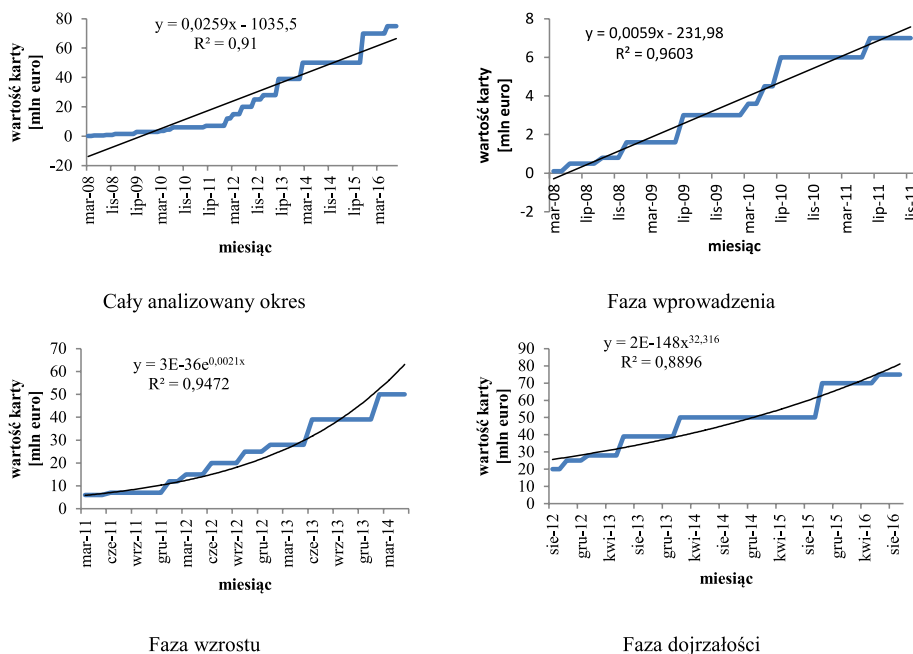 y = 0,0259x - 1035,5
R² = 0,91
wartość karty
[mln euro]
80
60
40
20
0
-20
mar-08
lis-08
lip-09
mar-10
lis-10
lip-11
mar-12
lis-12
lip-13
mar-14
lis-14
lip-15
mar-16
miesiąc
Cały analizowany okres
y = 0,0059x - 231,98
R² = 0,9603
wartość karty
[mln euro]
8
6
4
2
0
-2
mar-08
lip-08
lis-08
mar-09
lip-09
lis-09
mar-10
lip-10
lis-10
mar-11
lip-11
lis-11
miesiąc
Faza wprowadzenia
y = 3E-36e^0,0021x
R² = 0,9472
wartość karty
[mln euro]
70
60
50
40
30
20
10
0
mar-11
cze-11
wrz-11
gru-11
mar-12
cze-12
wrz-12
gru-12
mar-13
cze-13
wrz-13
gru-13
mar-14
miesiąc
Faza wzrostu
y = 2E-148x^32,316
R² = 0,8896
wartość karty
[mln euro]
90
80
70
60
50
40
30
20
10
0
sie-12
gru-12
kwi-13
sie-13
gru-13
kwi-14
sie-14
gru-14
kwi-15
sie-15
gru-15
kwi-16
sie-16
miesiąc
Faza dojrzałości